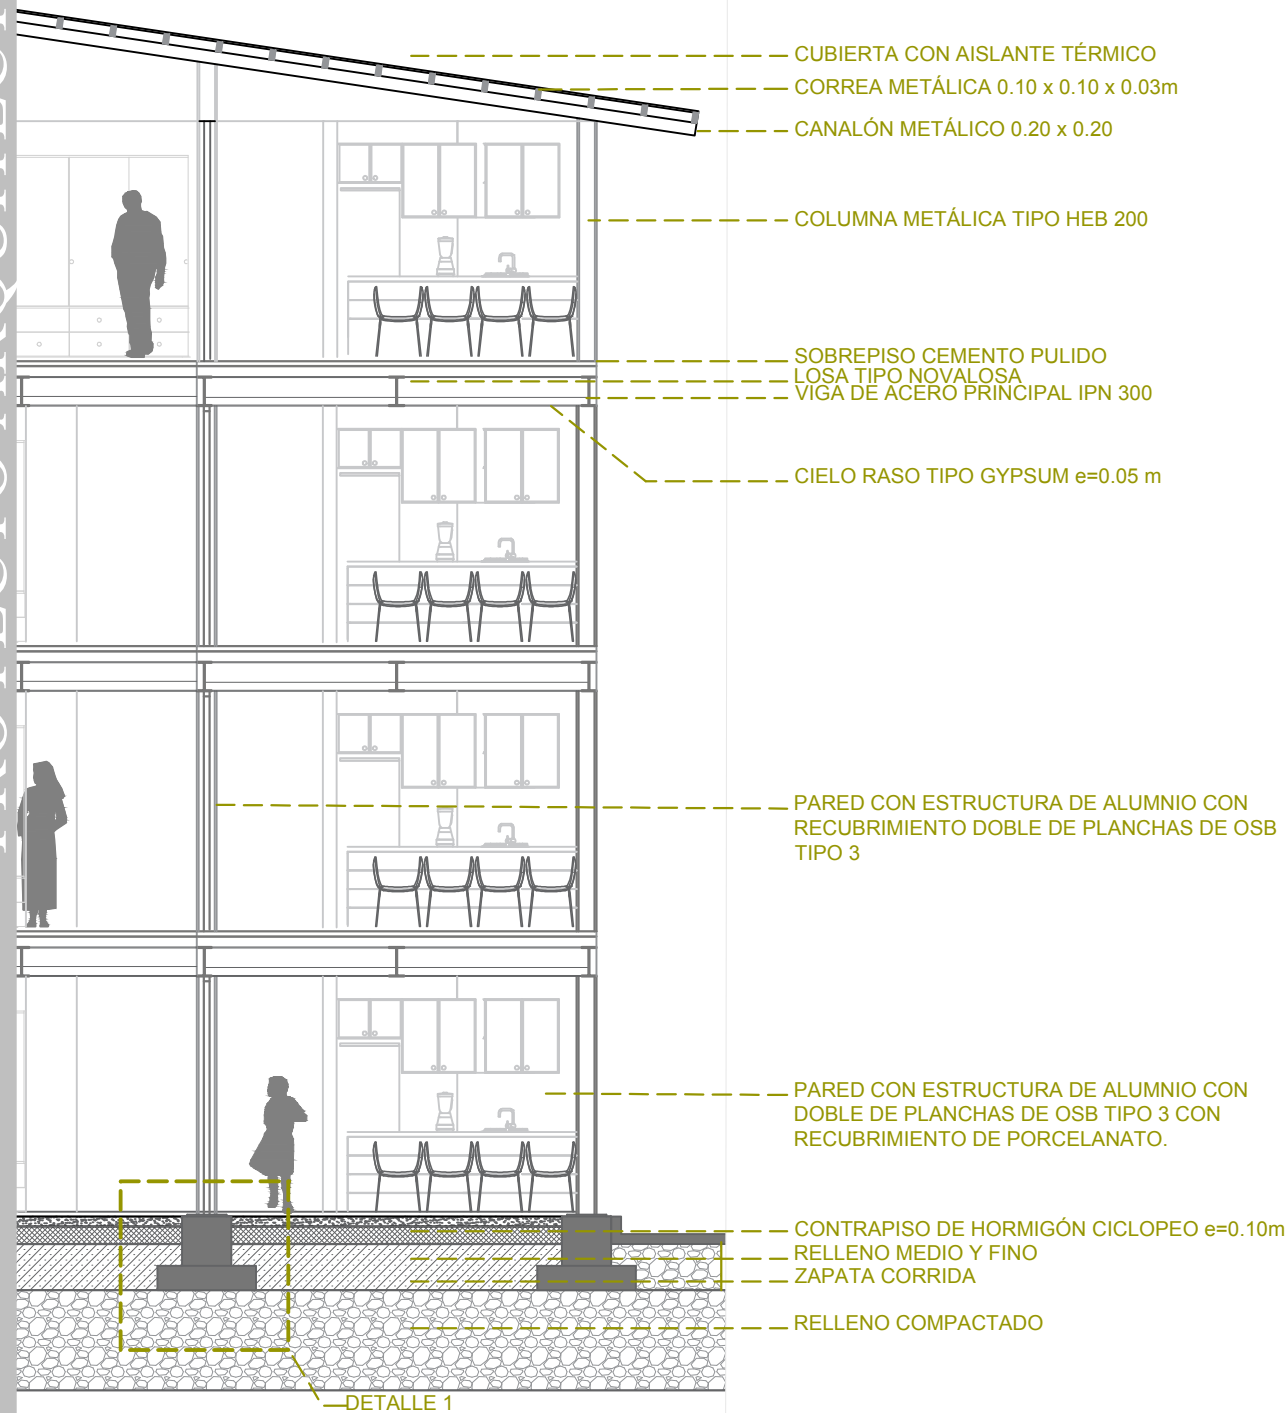 CUBIERTA CON AISLANTE TÉRMICO
CORREA METÁLICA 0.10 x 0.10 x 0.03m
CANALÓN METÁLICO 0.20 x 0.20
COLUMNA METÁLICA TIPO HEB 200
SOBREPISO CEMENTO PULIDO
LOSA TIPO NOVALOSA
VIGA DE ACERO PRINCIPAL IPN 300
CIELO RASO TIPO GYPSUM e=0.05 m
PARED CON ESTRUCTURA DE ALUMNIO CON
RECUBRIMIENTO DOBLE DE PLANCHAS DE OSB
TIPO 3
PARED CON ESTRUCTURA DE ALUMNIO CON
DOBLE DE PLANCHAS DE OSB TIPO 3 CON
RECUBRIMIENTO DE PORCELANATO.
CONTRAPISO DE HORMIGÓN CICLOPEO e=0.10m
RELLENO MEDIO Y FINO
ZAPATA CORRIDA
RELLENO COMPACTADO
DETALLE 1